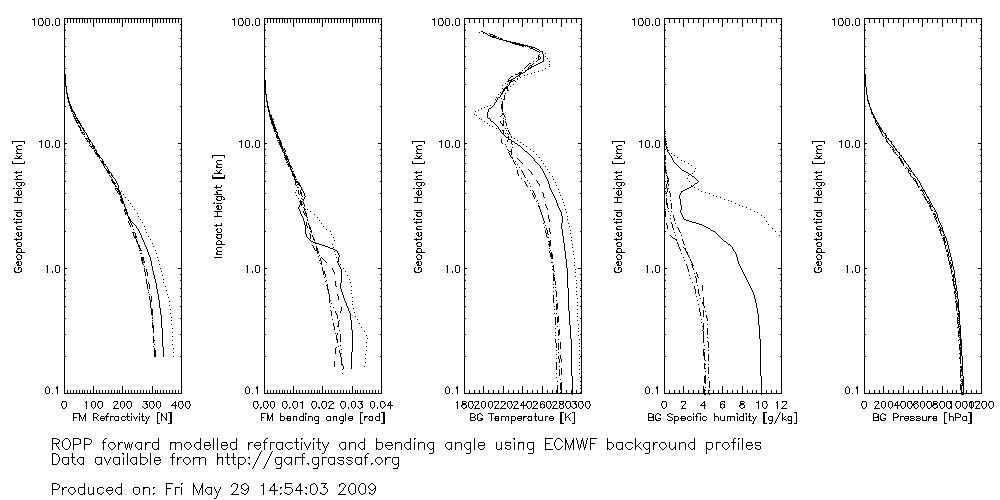 100.0 100.0 100.0 100.0 100.0
10.0 10.0 10.0 10.0 10.0
Geopotential Height [km] Impact Height [km] Geopotential Height [km] Geopotential Height [km] Geopotential Height [km]
1.0 1.0 1.0 1.0 1.0
0.1 0.1 0.1 0.1 0.1
0 100 200 300 400 0.00 0.01 0.02 0.03 0.04 180200220240260280300 0 2 4 6 8 10 12 0 20040060080010001200
FM Refractivity [N] FM bending angle [rad] BG Temperature [K] BG Specific humidity [g/kg] BG Pressure [hPa]
ROPP forward modelled refractivity and bending angle using ECMWF background profiles
Data available from http://garf.grassaf.org
Produced on: Fri May 29 14:54:03 2009